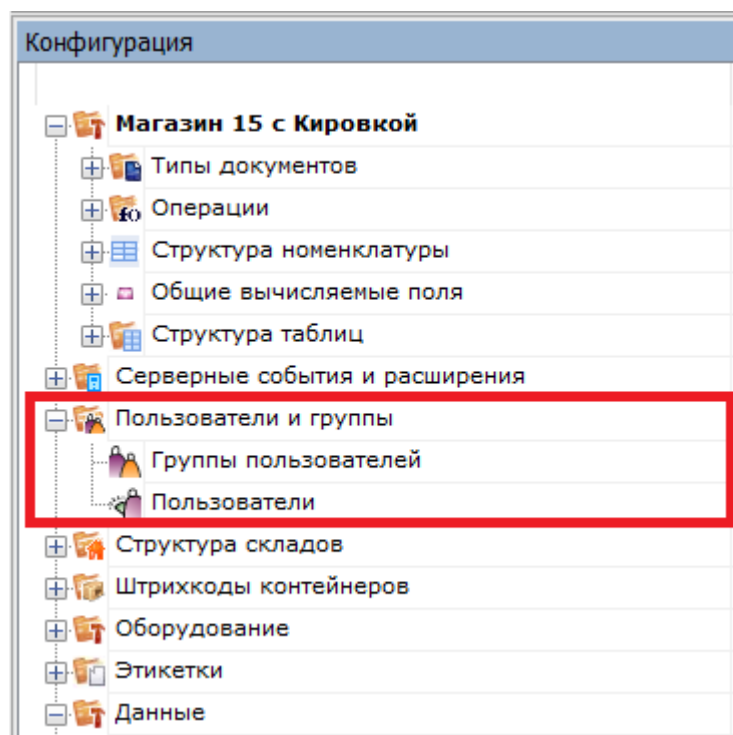 Конфигурация
Магазин 15 с Кировкой
Типы документов
Операции
Структура номенклатуры
Общие вычисляемые поля
Структура таблиц
Серверные события и расширения
Пользователи и группы
Группы пользователей
Пользователи
Структура складов
Штрихкоды контейнеров
Оборудование
Этикетки
Данные